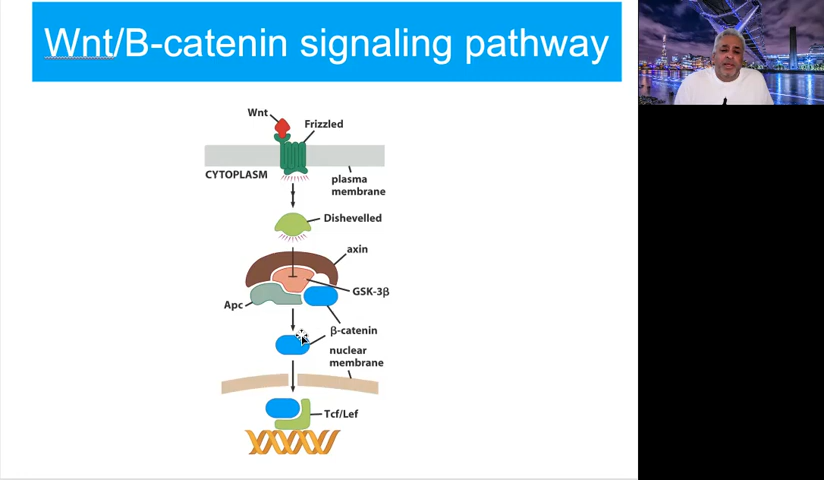 Wnt/B-catenin signaling pathway
Wnt
Frizzled
CYTOPLASM
plasma
membrane
Dishevelled
axin
GSK-3β
Apc
β-catenin
nuclear
membrane
Tcf/Lef